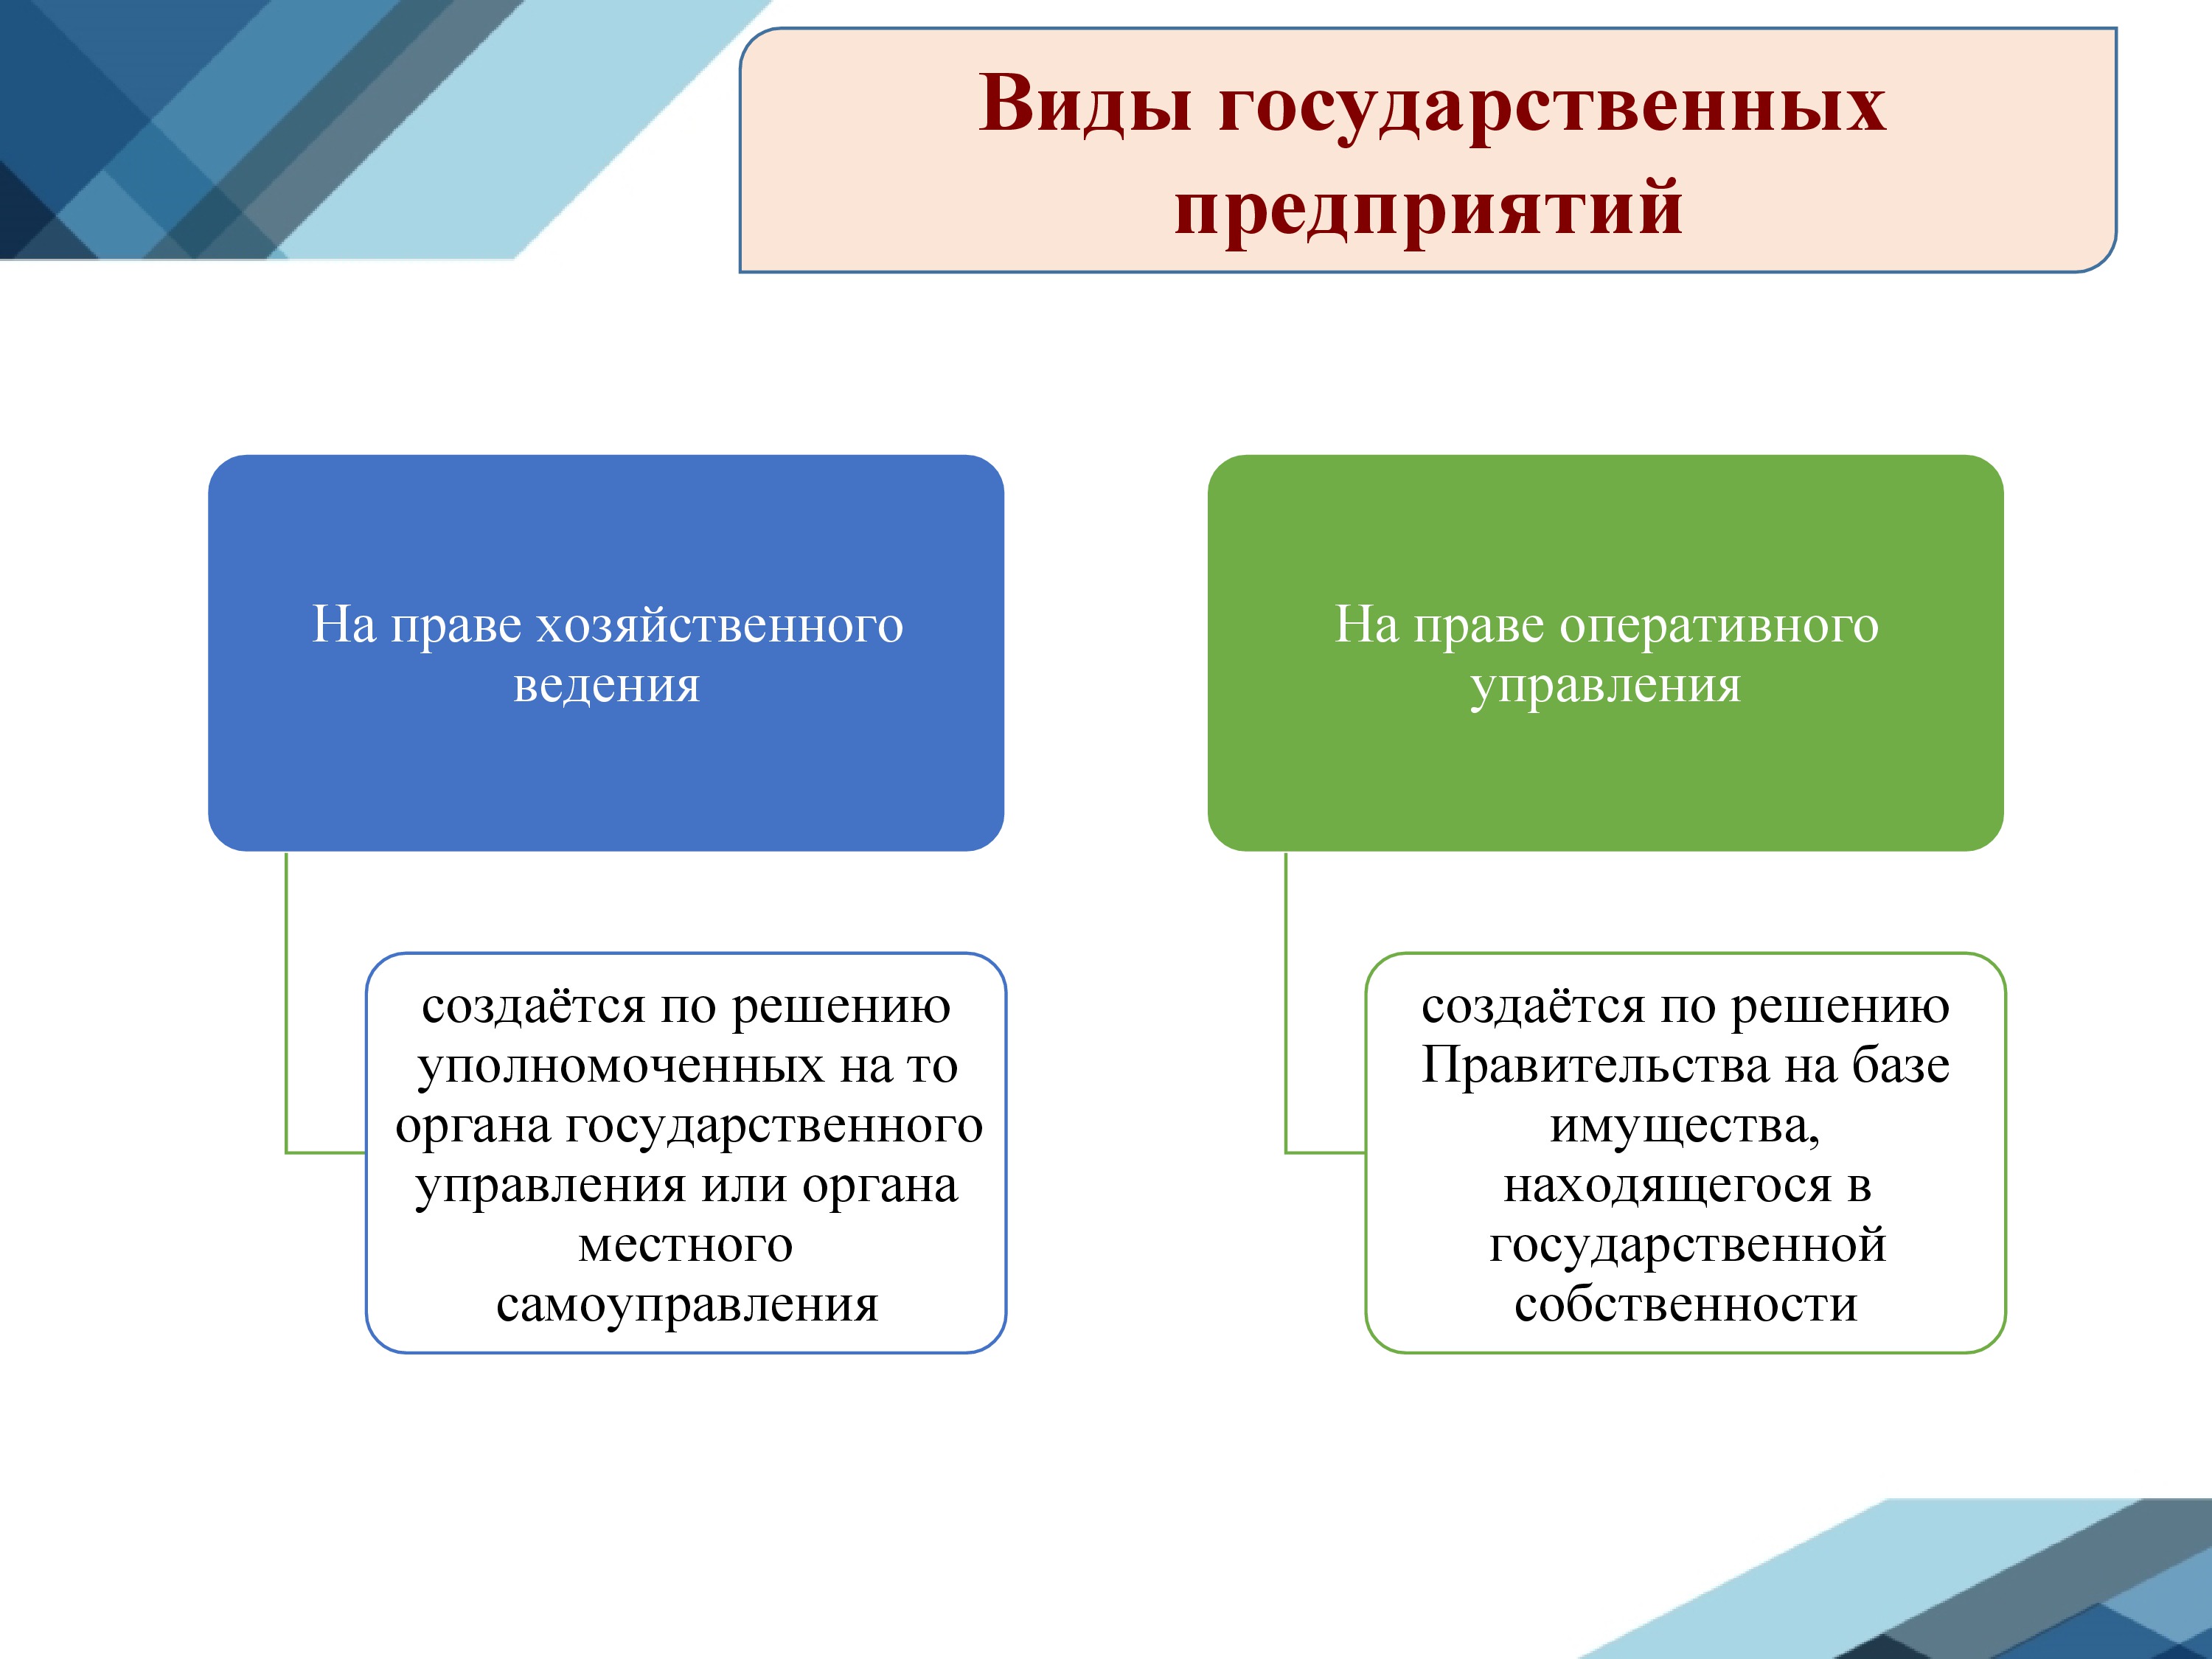 Виды государственных
предприятий
На праве хозяйственного
ведения
создаётся по решению
уполномоченных на то
органа государственного
управления или органа
местного
самоуправления
На праве оперативного
управления
создаётся по решению
Правительства на базе
имущества,
находящегося в
государственной
собственности